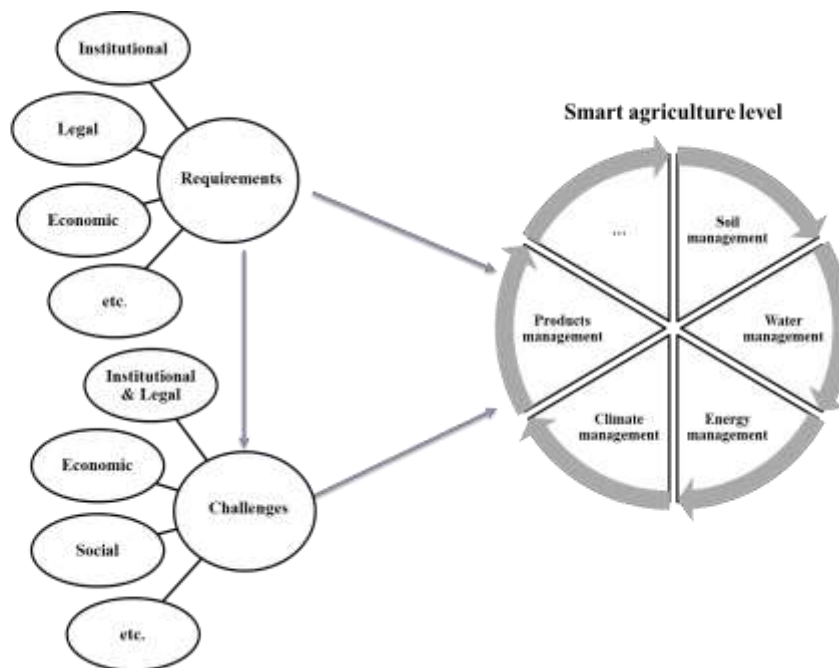 Institutional
Legal
Requirements
Economic
etc.
Institutional
& Legal
Economic
Challenges
Social
etc.
Smart agriculture level
...
Soil
management
Products
management
Water
management
Climate
management
Energy
management